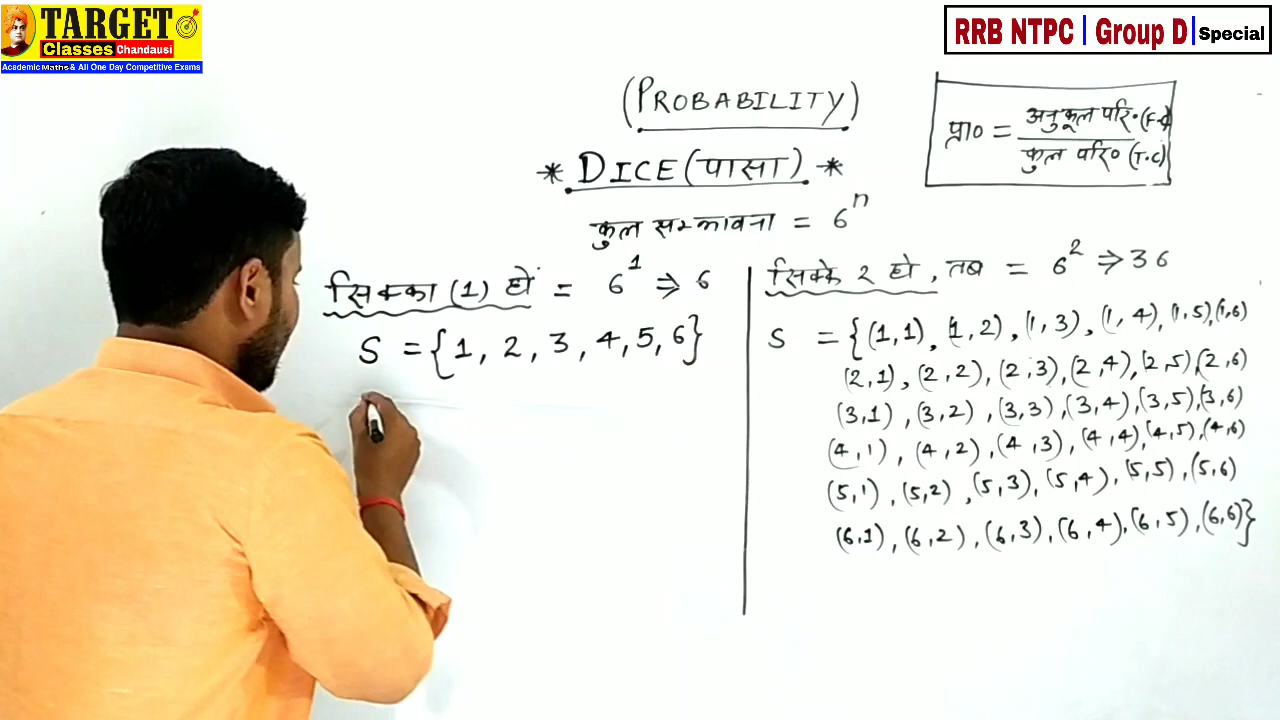 TARGET
Classes Chandausi
Academic Maths & All One Day Competitive Exams
RRB NTPC | Group D | Special
(PROBABILITY)
* DICE (पासा) *
प्रा० = अनुकूल परि० (F.C) / कुल परि० (T.C)
कुल सम्भावना = 6^n
सिक्का (1) हो = 6^1 ⇒ 6
S = {1, 2, 3, 4, 5, 6}
सिक्के 2 हो, तब = 6^2 ⇒ 36
S = {(1,1), (1,2), (1,3), (1,4), (1,5), (1,6)
(2,1), (2,2), (2,3), (2,4), (2,5), (2,6)
(3,1), (3,2), (3,3), (3,4), (3,5), (3,6)
(4,1), (4,2), (4,3), (4,4), (4,5), (4,6)
(5,1), (5,2), (5,3), (5,4), (5,5), (5,6)
(6,1), (6,2), (6,3), (6,4), (6,5), (6,6)}